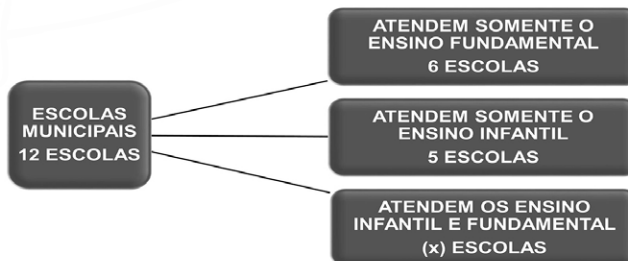 ESCOLAS
MUNICIPAIS
12 ESCOLAS
ATENDEM SOMENTE O
ENSINO FUNDAMENTAL
6 ESCOLAS
ATENDEM SOMENTE O
ENSINO INFANTIL
5 ESCOLAS
ATENDEM OS ENSINO
INFANTIL E FUNDAMENTAL
(x) ESCOLAS